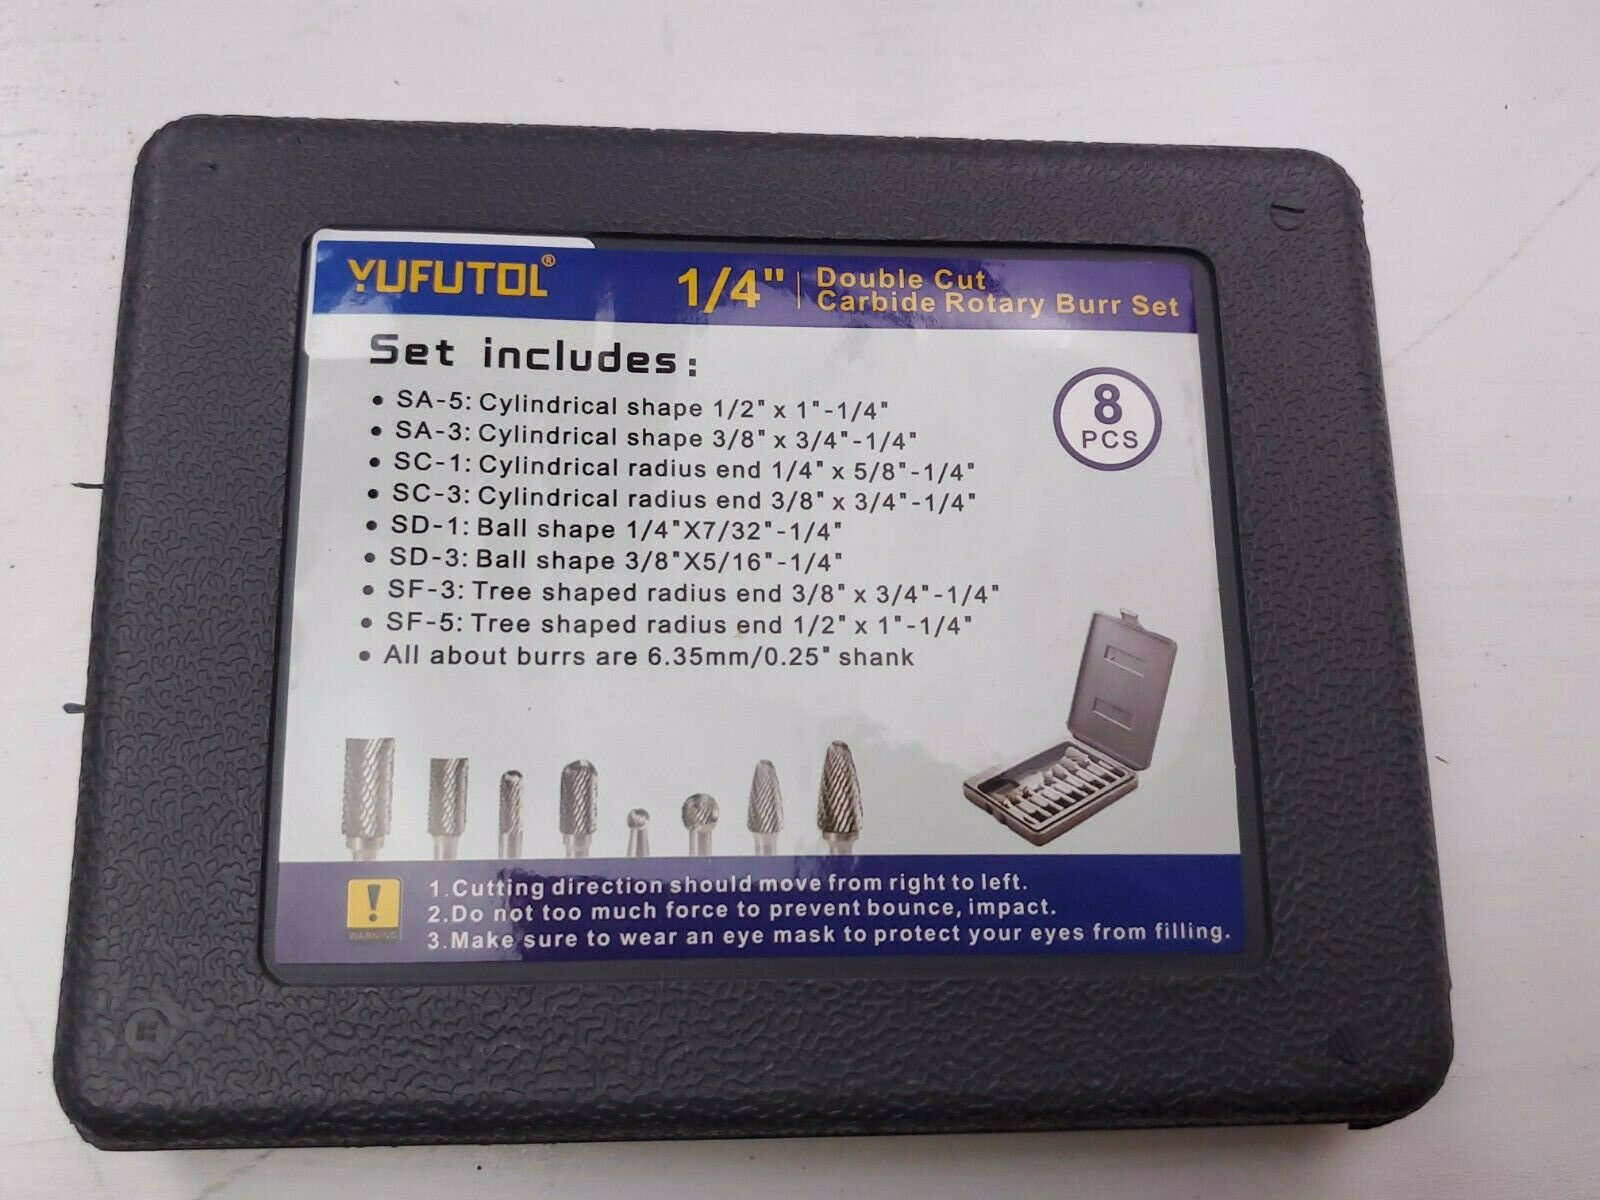 YUFUTOL®
1/4" Double Cut
Carbide Rotary Burr Set
Set includes:
8
PCS
• SA-5: Cylindrical shape 1/2" x 1"-1/4"
• SA-3: Cylindrical shape 3/8" x 3/4"-1/4"
• SC-1: Cylindrical radius end 1/4" x 5/8"-1/4"
• SC-3: Cylindrical radius end 3/8" x 3/4"-1/4"
• SD-1: Ball shape 1/4"X7/32"-1/4"
• SD-3: Ball shape 3/8"X5/16"-1/4"
• SF-3: Tree shaped radius end 3/8" x 3/4"-1/4"
• SF-5: Tree shaped radius end 1/2" x 1"-1/4"
• All about burrs are 6.35mm/0.25" shank
!
WARNING
1.Cutting direction should move from right to left.
2.Do not too much force to prevent bounce, impact.
3.Make sure to wear an eye mask to protect your eyes from filling.